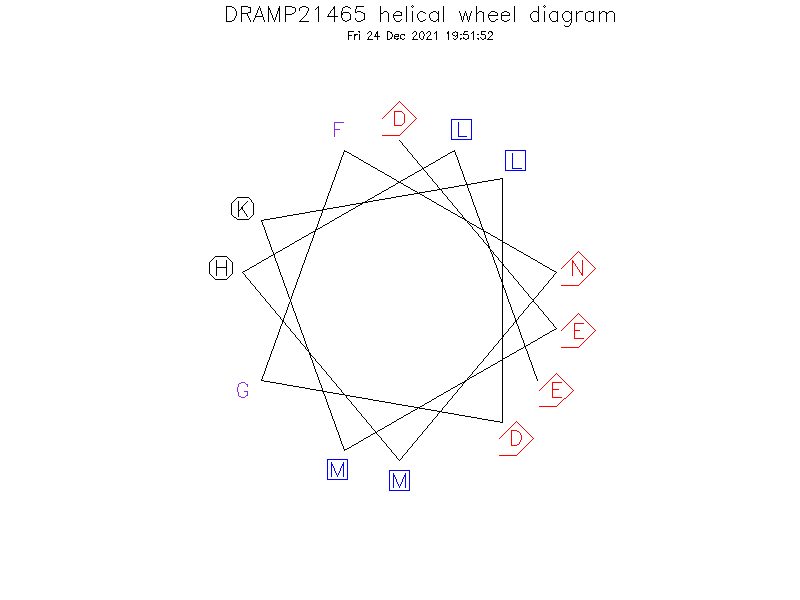 DRAMP21465 helical wheel diagram
Fri 24 Dec 2021 19:51:52
D
F
L
L
K
H
N
E
G
E
D
M
M